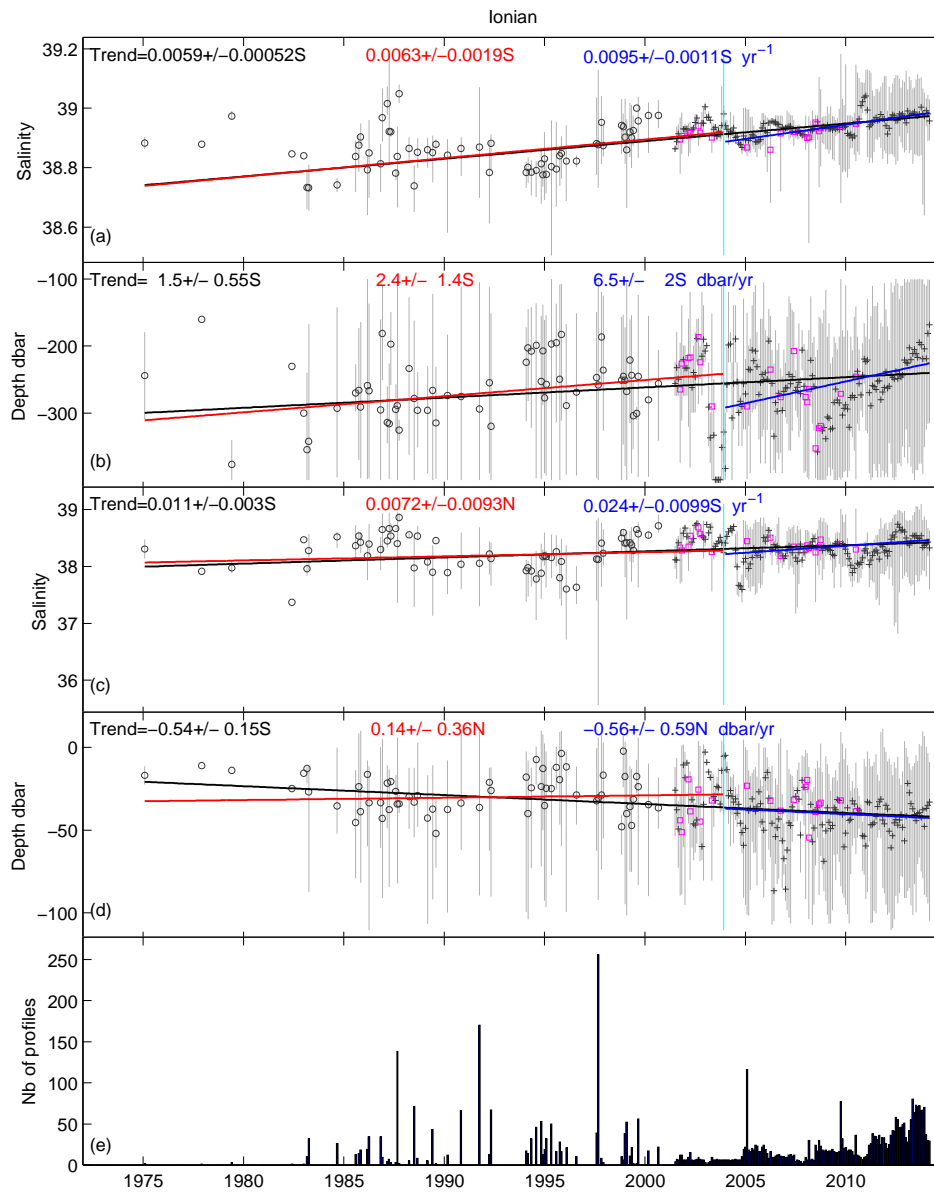 Ionian
Trend=0.0059+/−0.00052S 0.0063+/−0.0019S 0.0095+/−0.0011S yr−1
39.2
39
38.8
38.6
Salinity
(a)
Trend= 1.5+/− 0.55S 2.4+/− 1.4S 6.5+/− 2S dbar/yr
−100
−200
−300
Depth dbar
(b)
Trend=0.011+/−0.003S 0.0072+/−0.0093N 0.024+/−0.0099S yr−1
39
38
37
36
Salinity
(c)
Trend=−0.54+/− 0.15S 0.14+/− 0.36N −0.56+/− 0.59N dbar/yr
0
−50
−100
Depth dbar
(d)
250
200
150
100
50
0
Nb of profiles
(e)
1975 1980 1985 1990 1995 2000 2005 2010